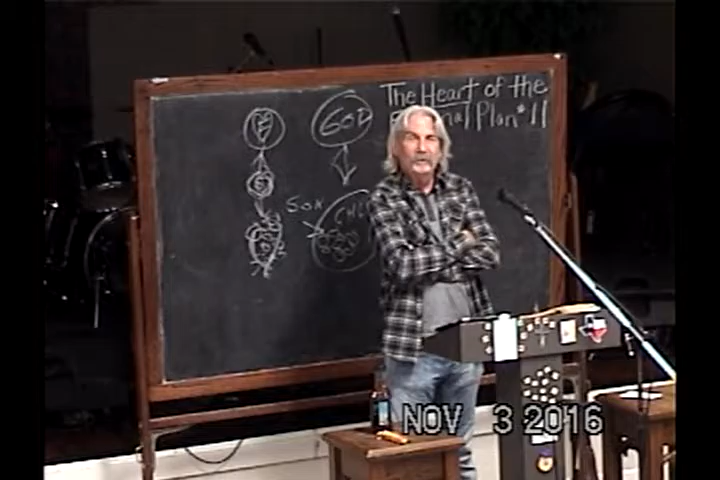 The Heart of the
Plan* 11
GOD
SON
NOV 3 2016